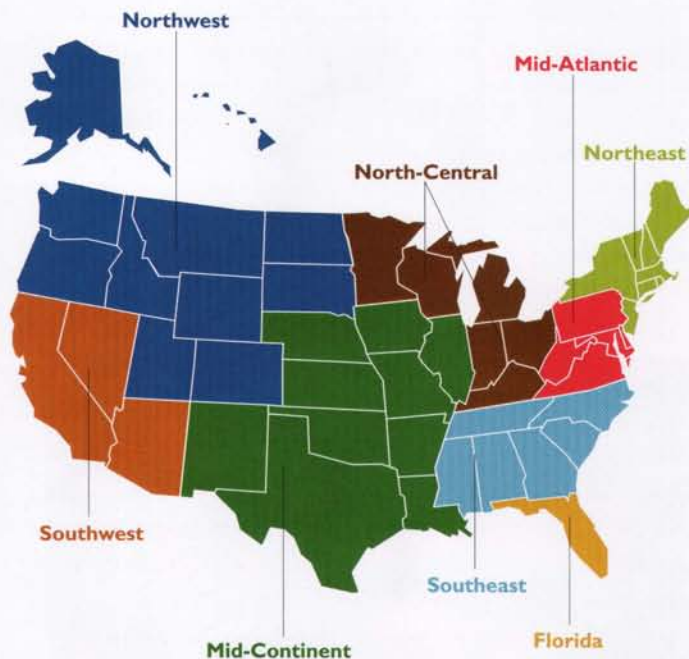 Northwest
Mid-Atlantic
Northeast
North-Central
Southwest
Southeast
Mid-Continent
Florida